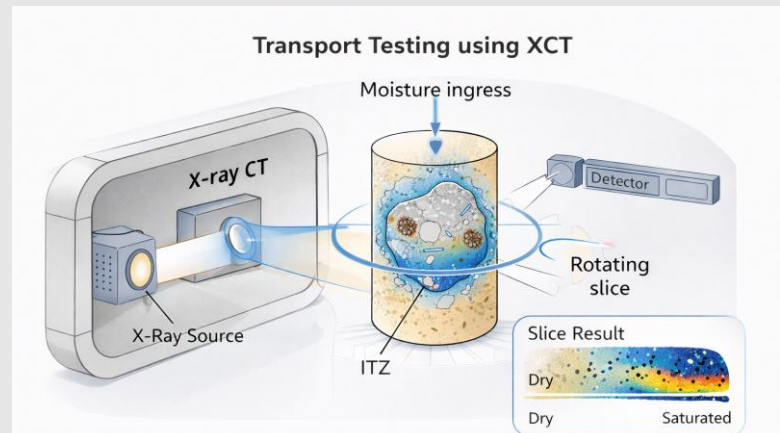 Transport Testing using XCT
Moisture ingress
X-ray CT
Detector
Rotating
slice
X-Ray Source
ITZ
Slice Result
Dry
Dry Saturated